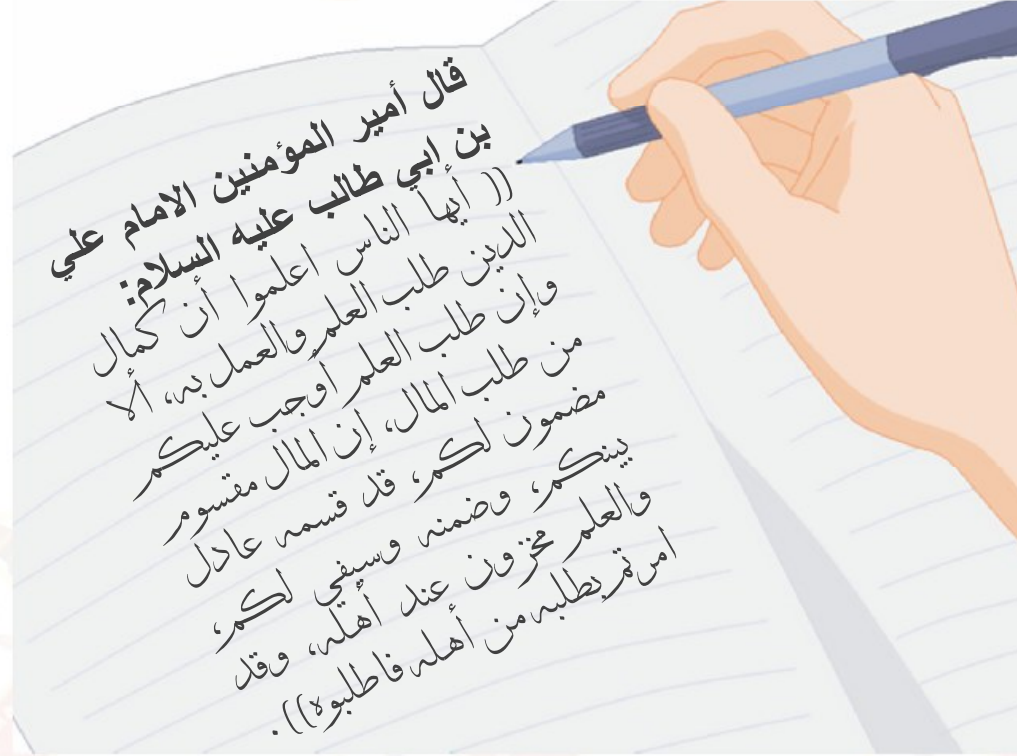 قال أمير المؤمنين الامام علي
بن ابي طالب عليه السلام:
(( أيها الناس اعلموا أن كمال
الدين طلب العلم والعمل به، ألا
وإن طلب العلم أوجب عليكم
من طلب المال، إن المال مقسوم
مضمون لكم، قد قسمه عادل
بينكم، وضمنه وسيفي لكم،
والعلم مخزون عند أهله، وقد
امرتم بطلبه من أهله فاطلبوه)).